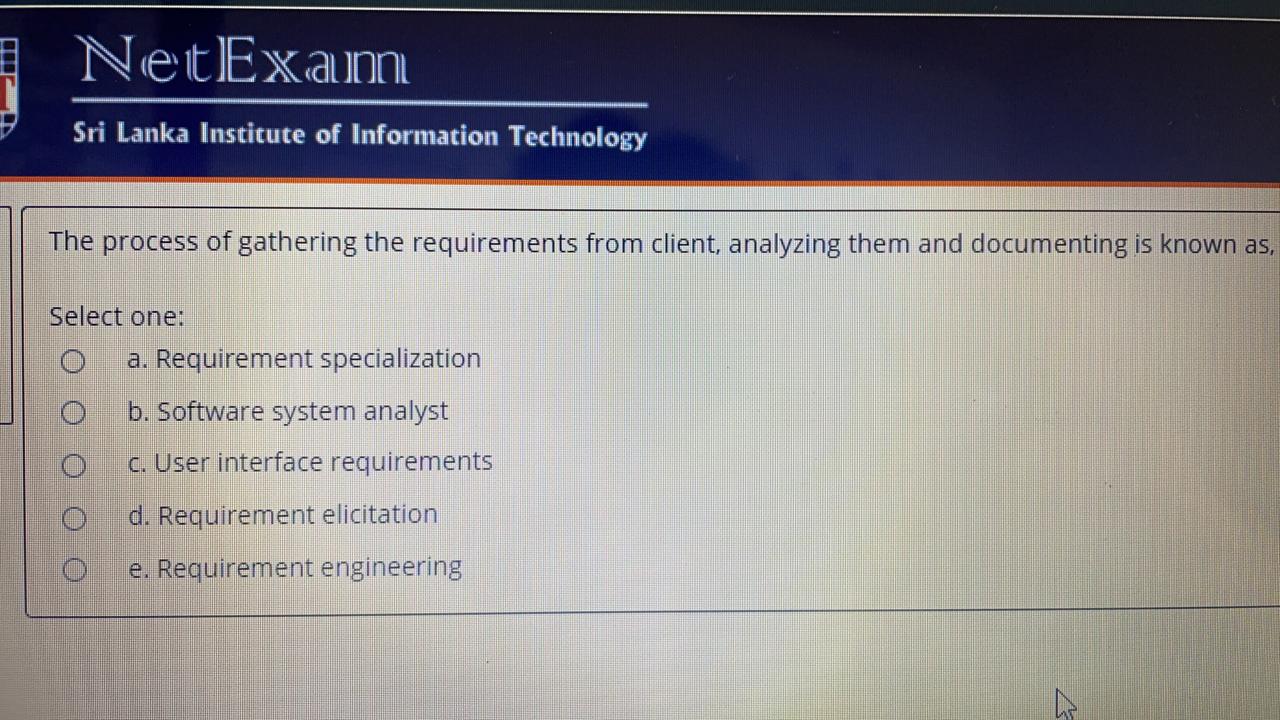 NetExam
Sri Lanka Institute of Information Technology
The process of gathering the requirements from client, analyzing them and documenting is known as,
Select one:
a. Requirement specialization
b. Software system analyst
c. User interface requirements
d. Requirement elicitation
e. Requirement engineering